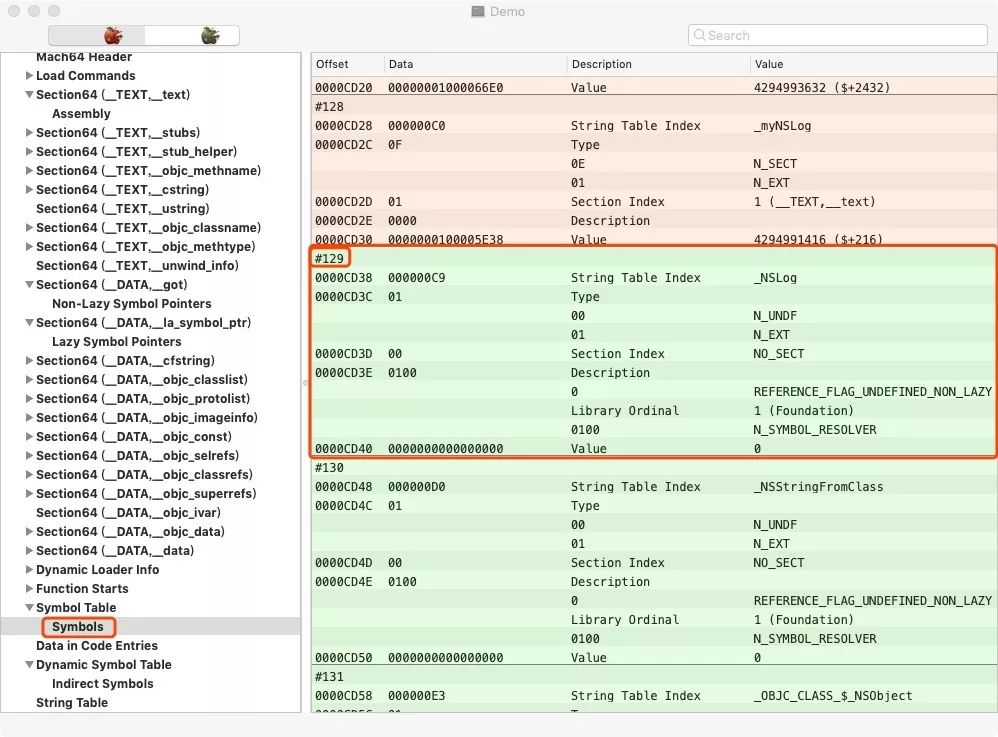 Demo
Search
Mach64 Header
Load Commands
Section64 (__TEXT,__text)
Assembly
Section64 (__TEXT,__stubs)
Section64 (__TEXT,__stub_helper)
Section64 (__TEXT,__objc_methname)
Section64 (__TEXT,__cstring)
Section64 (__TEXT,__ustring)
Section64 (__TEXT,__objc_classname)
Section64 (__TEXT,__objc_methtype)
Section64 (__TEXT,__unwind_info)
Section64 (__DATA,__got)
Non-Lazy Symbol Pointers
Section64 (__DATA,__la_symbol_ptr)
Lazy Symbol Pointers
Section64 (__DATA,__cfstring)
Section64 (__DATA,__objc_classlist)
Section64 (__DATA,__objc_protolist)
Section64 (__DATA,__objc_imageinfo)
Section64 (__DATA,__objc_const)
Section64 (__DATA,__objc_selrefs)
Section64 (__DATA,__objc_classrefs)
Section64 (__DATA,__objc_superrefs)
Section64 (__DATA,__objc_ivar)
Section64 (__DATA,__objc_data)
Section64 (__DATA,__data)
Dynamic Loader Info
Function Starts
Symbol Table
Symbols
Data in Code Entries
Dynamic Symbol Table
Indirect Symbols
String Table
Offset Data Description Value
0000CD20 00000001000066E0 Value 4294993632 ($+2432)
#128
0000CD28 000000C0 String Table Index _myNSLog
0000CD2C 0F Type
0E N_SECT
01 N_EXT
0000CD2D 01 Section Index 1 (__TEXT,__text)
0000CD2E 0000 Description
0000CD30 0000000100005E38 Value 4294991416 ($+216)
#129
0000CD38 000000C9 String Table Index _NSLog
0000CD3C 01 Type
00 N_UNDF
01 N_EXT
0000CD3D 00 Section Index NO_SECT
0000CD3E 0100 Description
0 REFERENCE_FLAG_UNDEFINED_NON_LAZY
Library Ordinal 1 (Foundation)
0100 N_SYMBOL_RESOLVER
0000CD40 0000000000000000 Value 0
#130
0000CD48 000000D0 String Table Index _NSStringFromClass
0000CD4C 01 Type
00 N_UNDF
01 N_EXT
0000CD4D 00 Section Index NO_SECT
0000CD4E 0100 Description
0 REFERENCE_FLAG_UNDEFINED_NON_LAZY
Library Ordinal 1 (Foundation)
0100 N_SYMBOL_RESOLVER
0000CD50 0000000000000000 Value 0
#131
0000CD58 000000E3 String Table Index _OBJC_CLASS_$_NSObject